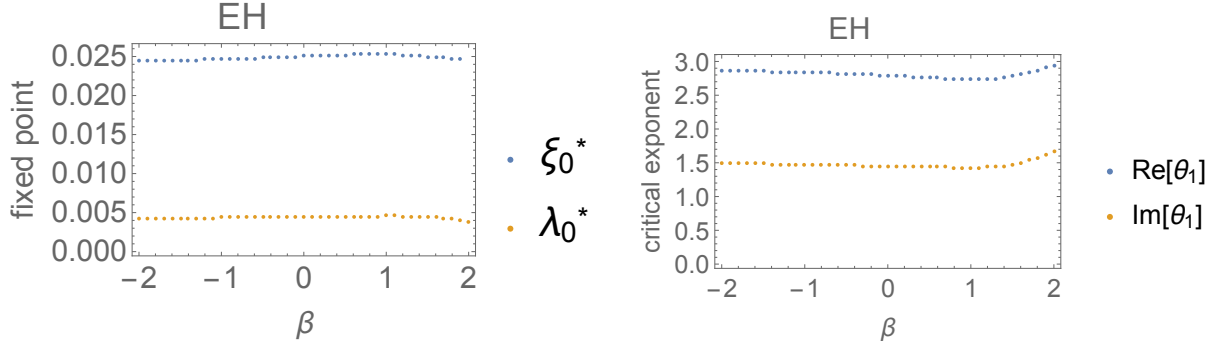 EH
fixed point
0.025
0.020
0.015
0.010
0.005
0.000
−2 −1 0 1 2
β
ξ₀*
λ₀*
EH
critical exponent
3.0
2.5
2.0
1.5
1.0
0.5
0.0
−2 −1 0 1 2
β
Re[θ₁]
Im[θ₁]